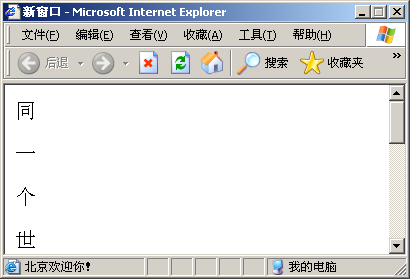 新窗口 - Microsoft Internet Explorer
文件(F) 编辑(E) 查看(V) 收藏(A) 工具(T) 帮助(H)
后退 搜索 收藏夹
同
一
个
世
北京欢迎你! 我的电脑